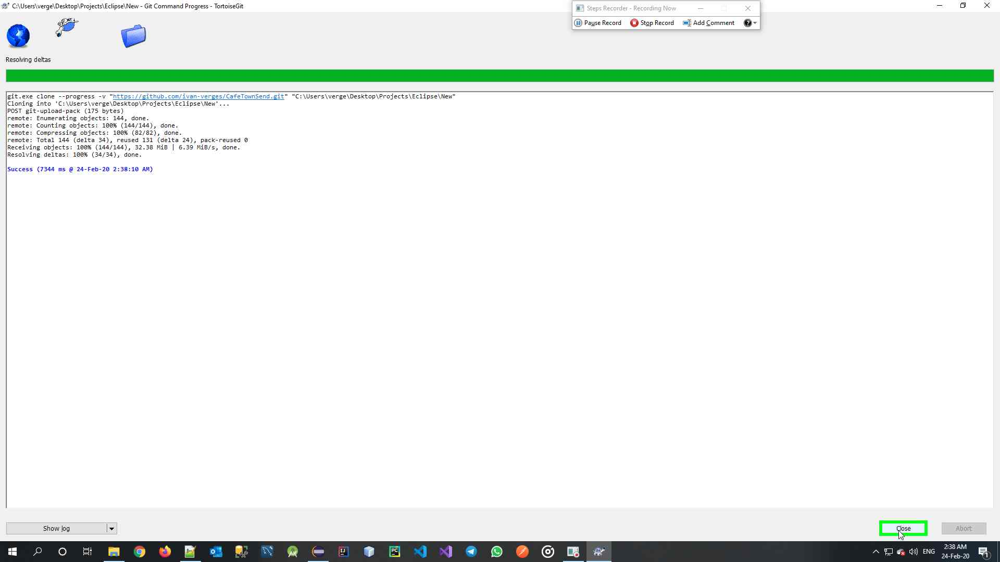 C:\Users\verge\Desktop\Projects\Eclipse\New - Git Command Progress - TortoiseGit
Steps Recorder - Recording Now
Pause Record
Stop Record
Add Comment
Resolving deltas
git.exe clone --progress -v "https://github.com/ivan-verges/CafeTownSend.git" "C:\Users\verge\Desktop\Projects\Eclipse\New"
Cloning into 'C:\Users\verge\Desktop\Projects\Eclipse\New'...
POST git-upload-pack (175 bytes)
remote: Enumerating objects: 144, done.
remote: Counting objects: 100% (144/144), done.
remote: Compressing objects: 100% (82/82), done.
remote: Total 144 (delta 34), reused 131 (delta 24), pack-reused 0
Receiving objects: 100% (144/144), 32.38 MiB | 6.39 MiB/s, done.
Resolving deltas: 100% (34/34), done.
Success (7344 ms @ 24-Feb-20 2:38:10 AM)
Show log
Close
Abort
ENG
2:38 AM
24-Feb-20
1